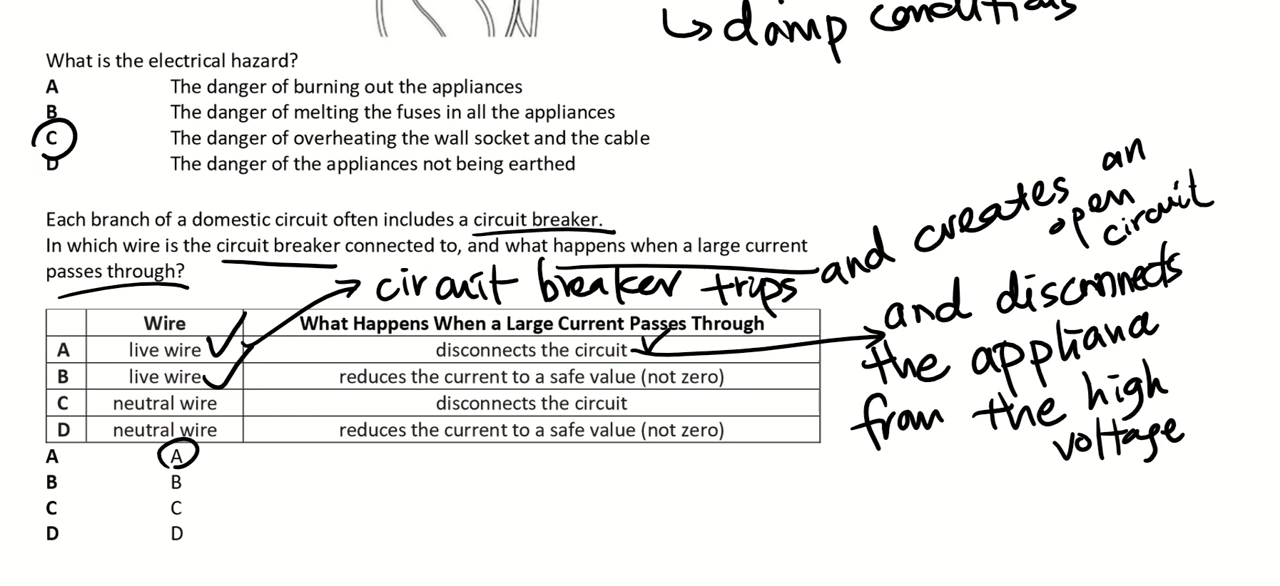 ↳ damp conditions
What is the electrical hazard?
A The danger of burning out the appliances
B The danger of melting the fuses in all the appliances
C The danger of overheating the wall socket and the cable
D The danger of the appliances not being earthed
Each branch of a domestic circuit often includes a circuit breaker.
In which wire is the circuit breaker connected to, and what happens when a large current
passes through?
circuit breaker trips
and creates an
open
circuit
and disconnects
the appliance
from the high
voltage
Wire What Happens When a Large Current Passes Through
A live wire disconnects the circuit
B live wire reduces the current to a safe value (not zero)
C neutral wire disconnects the circuit
D neutral wire reduces the current to a safe value (not zero)
A A
B B
C C
D D